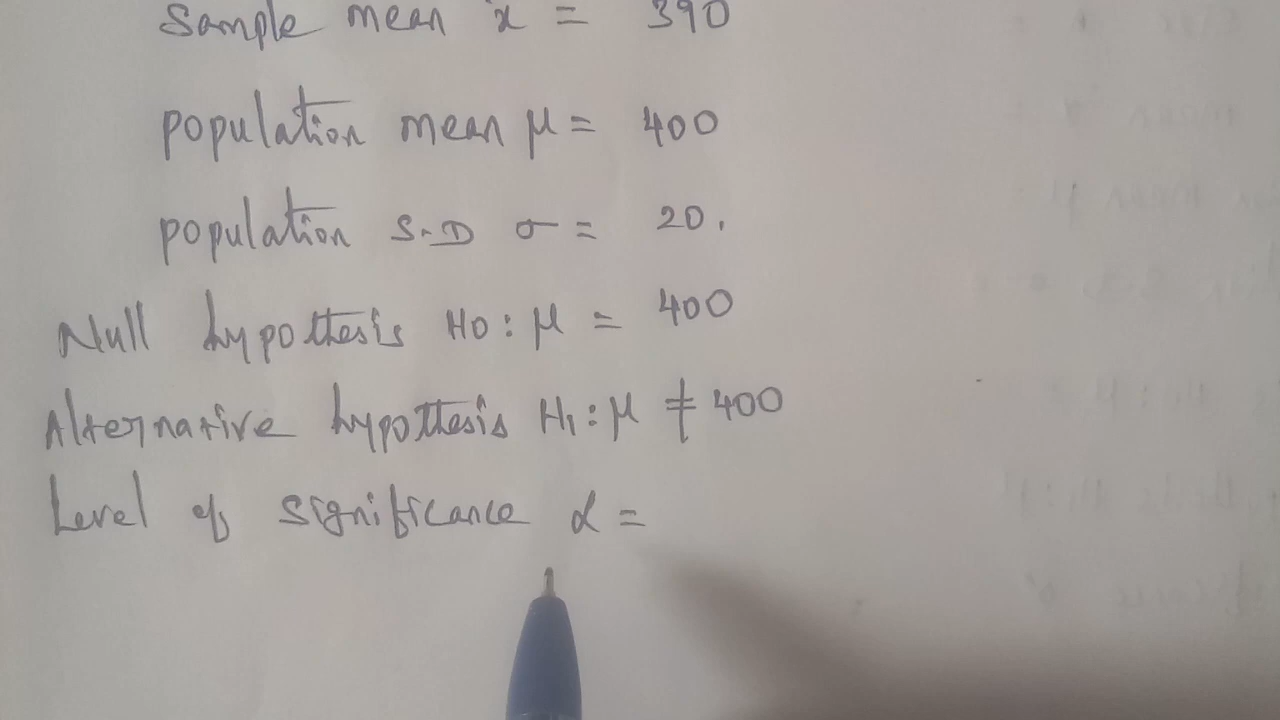 Sample mean x̄ = 390
population mean μ = 400
population S.D σ = 20.
Null hypothesis H0 : μ = 400
Alternative hypothesis H1 : μ ≠ 400
Level of significance α =